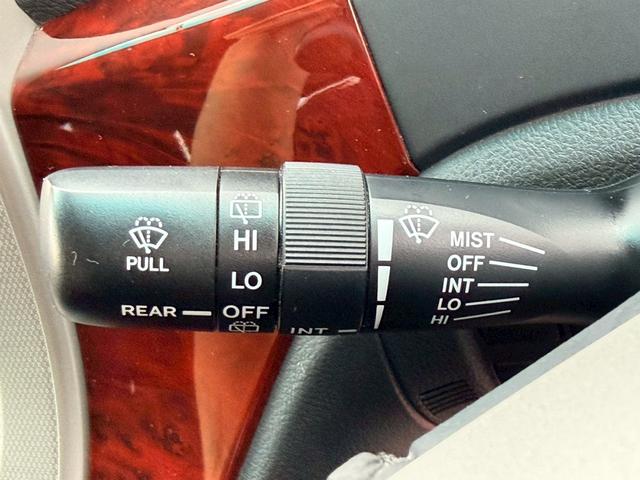 PULL
REAR
HI
LO
OFF
INT
MIST
OFF
INT
LO
HI